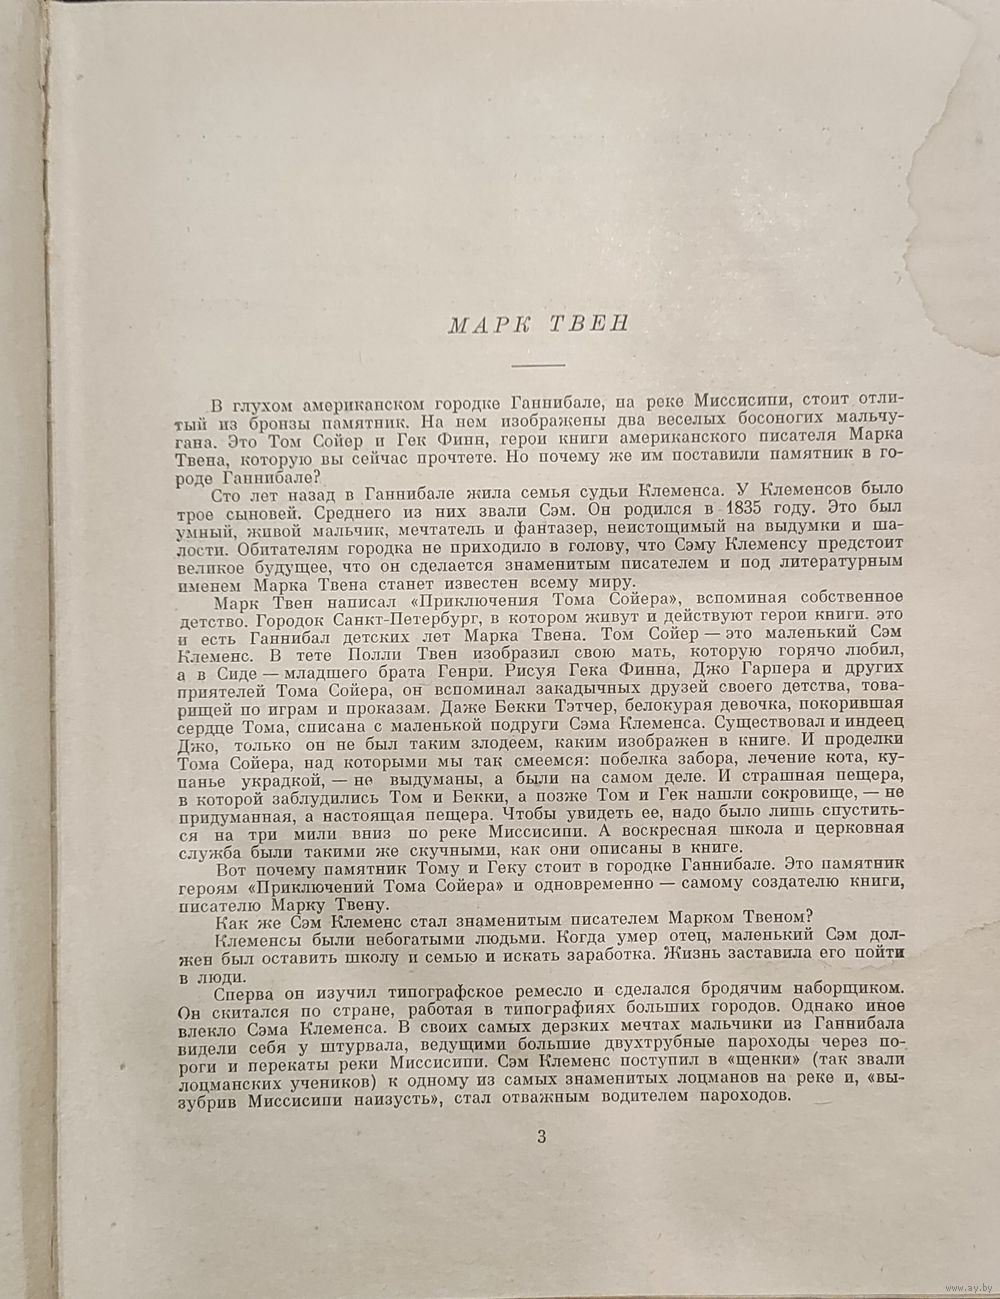 МАРК ТВЕН
В глухом американском городке Ганнибале, на реке Миссисипи, стоит отли-
тый из бронзы памятник. На нем изображены два веселых босоногих мальчу-
гана. Это Том Сойер и Гек Финн, герои книги американского писателя Марка
Твена, которую вы сейчас прочтете. Но почему же им поставили памятник в го-
роде Ганнибале?
Сто лет назад в Ганнибале жила семья судьи Клеменса. У Клеменсов было
трое сыновей. Среднего из них звали Сэм. Он родился в 1835 году. Это был
умный, живой мальчик, мечтатель и фантазер, неистощимый на выдумки и ша-
лости. Обитателям городка не приходило в голову, что Сэму Клеменсу предстоит
великое будущее, что он сделается знаменитым писателем и под литературным
именем Марка Твена станет известен всему миру.
Марк Твен написал «Приключения Тома Сойера», вспоминая собственное
детство. Городок Санкт-Петербург, в котором живут и действуют герои книги. это
и есть Ганнибал детских лет Марка Твена. Том Сойер — это маленький Сэм
Клеменс. В тете Полли Твен изобразил свою мать, которую горячо любил,
а в Сиде — младшего брата Генри. Рисуя Гека Финна, Джо Гарпера и других
приятелей Тома Сойера, он вспоминал закадычных друзей своего детства, това-
рищей по играм и проказам. Даже Бекки Тэтчер, белокурая девочка, покорившая
сердце Тома, списана с маленькой подруги Сэма Клеменса. Существовал и индеец
Джо, только он не был таким злодеем, каким изображен в книге. И проделки
Тома Сойера, над которыми мы так смеемся: побелка забора, лечение кота, ку-
панье украдкой, — не выдуманы, а были на самом деле. И страшная пещера,
в которой заблудились Том и Бекки, а позже Том и Гек нашли сокровище, — не
придуманная, а настоящая пещера. Чтобы увидеть ее, надо было лишь спустить-
ся на три мили вниз по реке Миссисипи. А воскресная школа и церковная
служба были такими же скучными, как они описаны в книге.
Вот почему памятник Тому и Геку стоит в городке Ганнибале. Это памятник
героям «Приключений Тома Сойера» и одновременно — самому создателю книги,
писателю Марку Твену.
Как же Сэм Клеменс стал знаменитым писателем Марком Твеном?
Клеменсы были небогатыми людьми. Когда умер отец, маленький Сэм дол-
жен был оставить школу и семью и искать заработка. Жизнь заставила его пойти
в люди.
Сперва он изучил типографское ремесло и сделался бродячим наборщиком.
Он скитался по стране, работая в типографиях больших городов. Однако иное
влекло Сэма Клеменса. В своих самых дерзких мечтах мальчики из Ганнибала
видели себя у штурвала, ведущими большие двухтрубные пароходы через по-
роги и перекаты реки Миссисипи. Сэм Клеменс поступил в «щенки» (так звали
лоцманских учеников) к одному из самых знаменитых лоцманов на реке и, «вы-
зубрив Миссисипи наизусть», стал отважным водителем пароходов.
3
www.ay.by